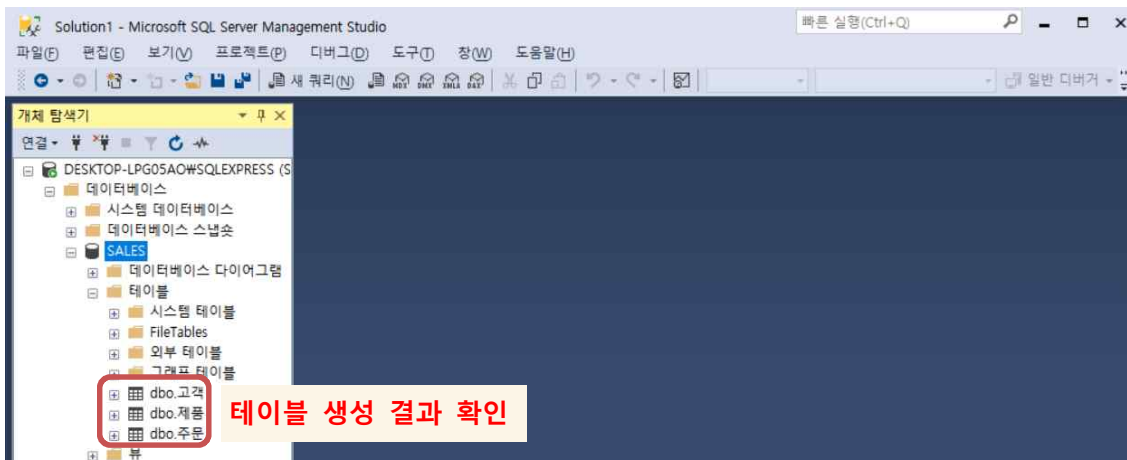 Solution1 - Microsoft SQL Server Management Studio
빠른 실행(Ctrl+Q)
파일(F) 편집(E) 보기(V) 프로젝트(P) 디버그(D) 도구(T) 창(W) 도움말(H)
새 쿼리(N) MDX DMX XMLA DAX 일반 디버거
개체 탐색기
연결
DESKTOP-LPG05AO₩SQLEXPRESS (S
데이터베이스
시스템 데이터베이스
데이터베이스 스냅숏
SALES
데이터베이스 다이어그램
테이블
시스템 테이블
FileTables
외부 테이블
그래프 테이블
dbo.고객
dbo.제품
dbo.주문
테이블 생성 결과 확인
뷰